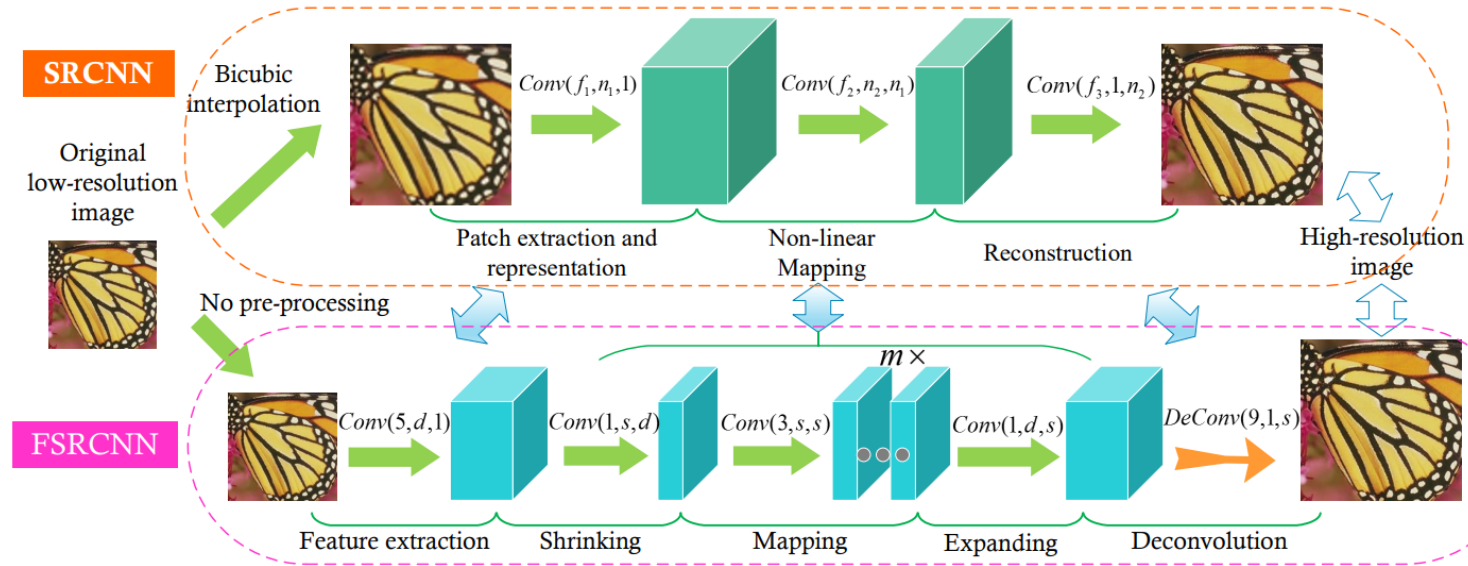 SRCNN
Bicubic
interpolation
Conv(f₁,n₁,1)
Conv(f₂,n₂,n₁)
Conv(f₃,1,n₂)
Original
low-resolution
image
Patch extraction and
representation
Non-linear
Mapping
Reconstruction
High-resolution
image
No pre-processing
m×
FSRCNN
Conv(5,d,1)
Conv(1,s,d)
Conv(3,s,s)
Conv(1,d,s)
DeConv(9,1,s)
Feature extraction
Shrinking
Mapping
Expanding
Deconvolution